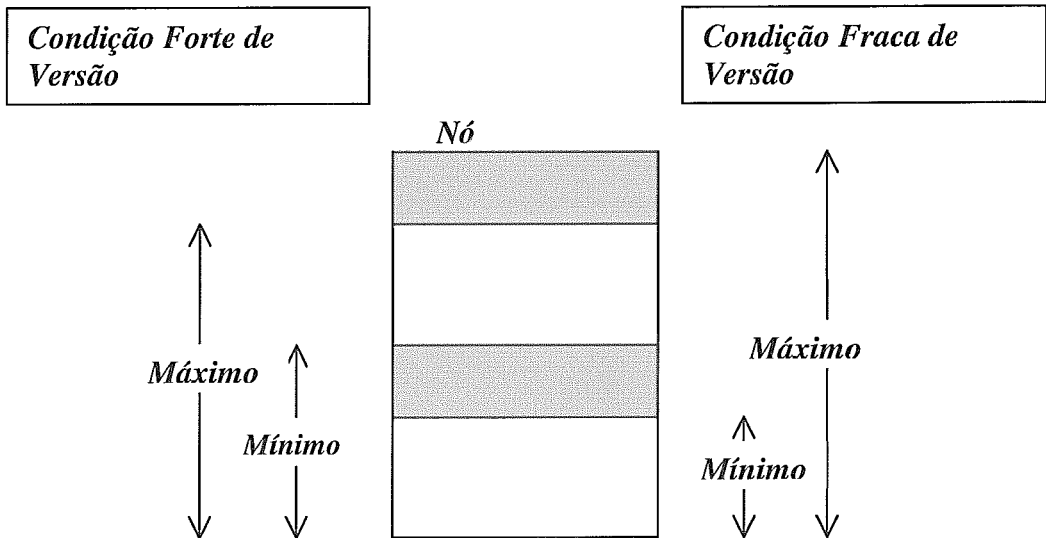 Condição Forte de
Versão
Condição Fraca de
Versão
Nó
Máximo
Mínimo
Máximo
Mínimo